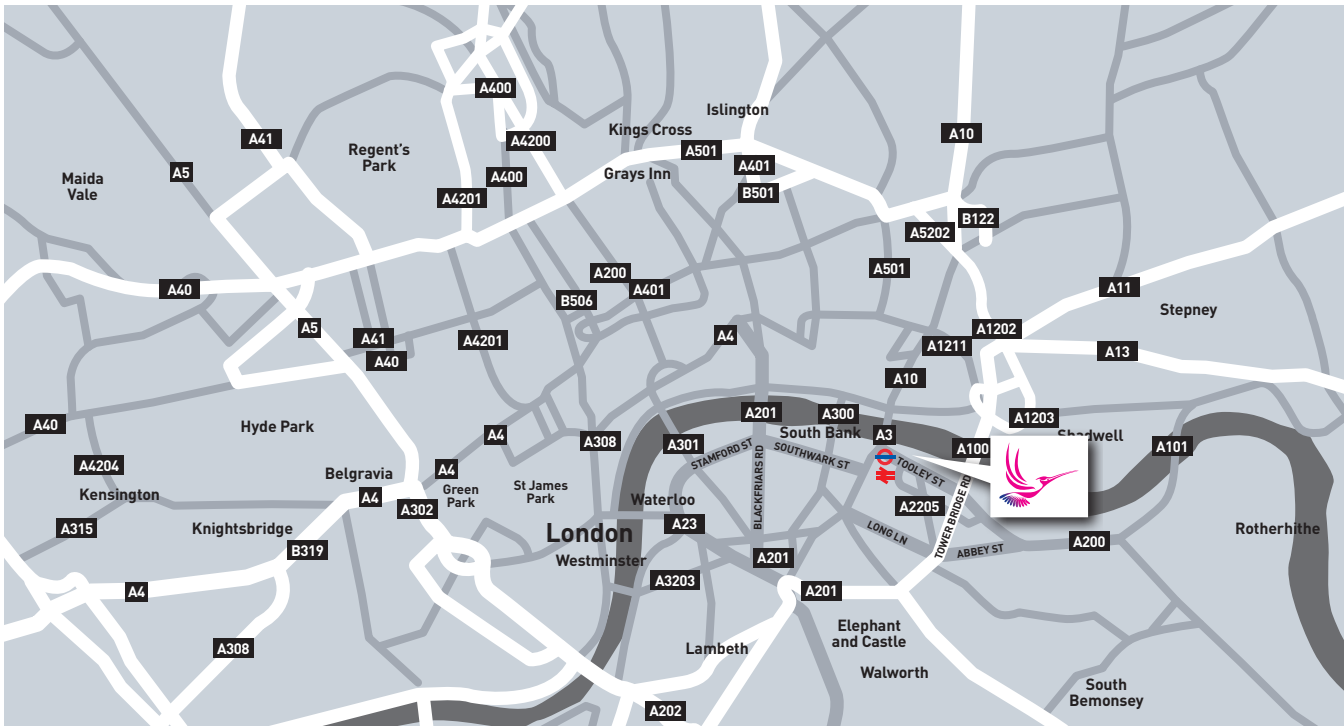 Islington
A400
Kings Cross
A10
A41
A4200
A501
Regent's
Park
A401
A5
A400
Grays Inn
Maida
Vale
B501
A4201
B122
A5202
A501
A200
A40
A401
A11
B506
Stepney
A5
A1202
A41
A4201
A4
A1211
A13
A40
A10
A40
Hyde Park
A201
A300
A1203
A4
A308
A301
South Bank
A3
Shadwell
A100
A101
STAMFORD ST
SOUTHWARK ST
TOOLEY ST
A4204
Belgravia
A4
Kensington
A4
Green
Park
St James
Park
Waterloo
BLACKFRIARS RD
A2205
TOWER BRIDGE RD
A302
A315
Knightsbridge
London
A23
LONG LN
Rotherhithe
B319
Westminster
A201
ABBEY ST
A200
A4
A3203
A201
Elephant
and Castle
A308
Lambeth
Walworth
South
Bemonsey
A202